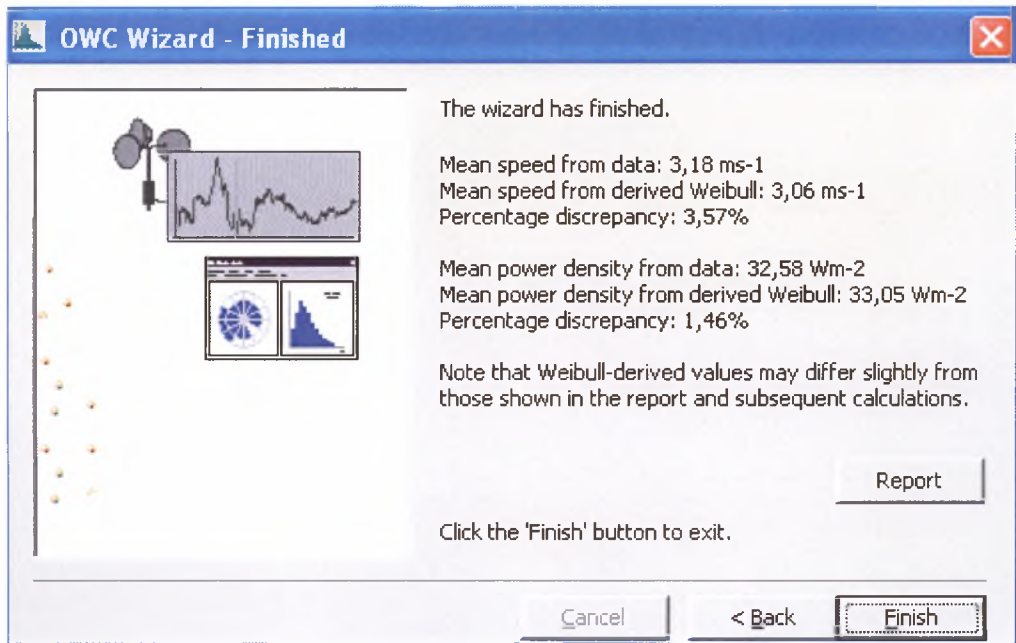 OWC Wizard - Finished
The wizard has finished.
Mean speed from data: 3,18 ms-1
Mean speed from derived Weibull: 3,06 ms-1
Percentage discrepancy: 3,57%
Mean power density from data: 32,58 Wm-2
Mean power density from derived Weibull: 33,05 Wm-2
Percentage discrepancy: 1,46%
Note that Weibull-derived values may differ slightly from
those shown in the report and subsequent calculations.
Report
Click the 'Finish' button to exit.
Cancel
< Back
Finish